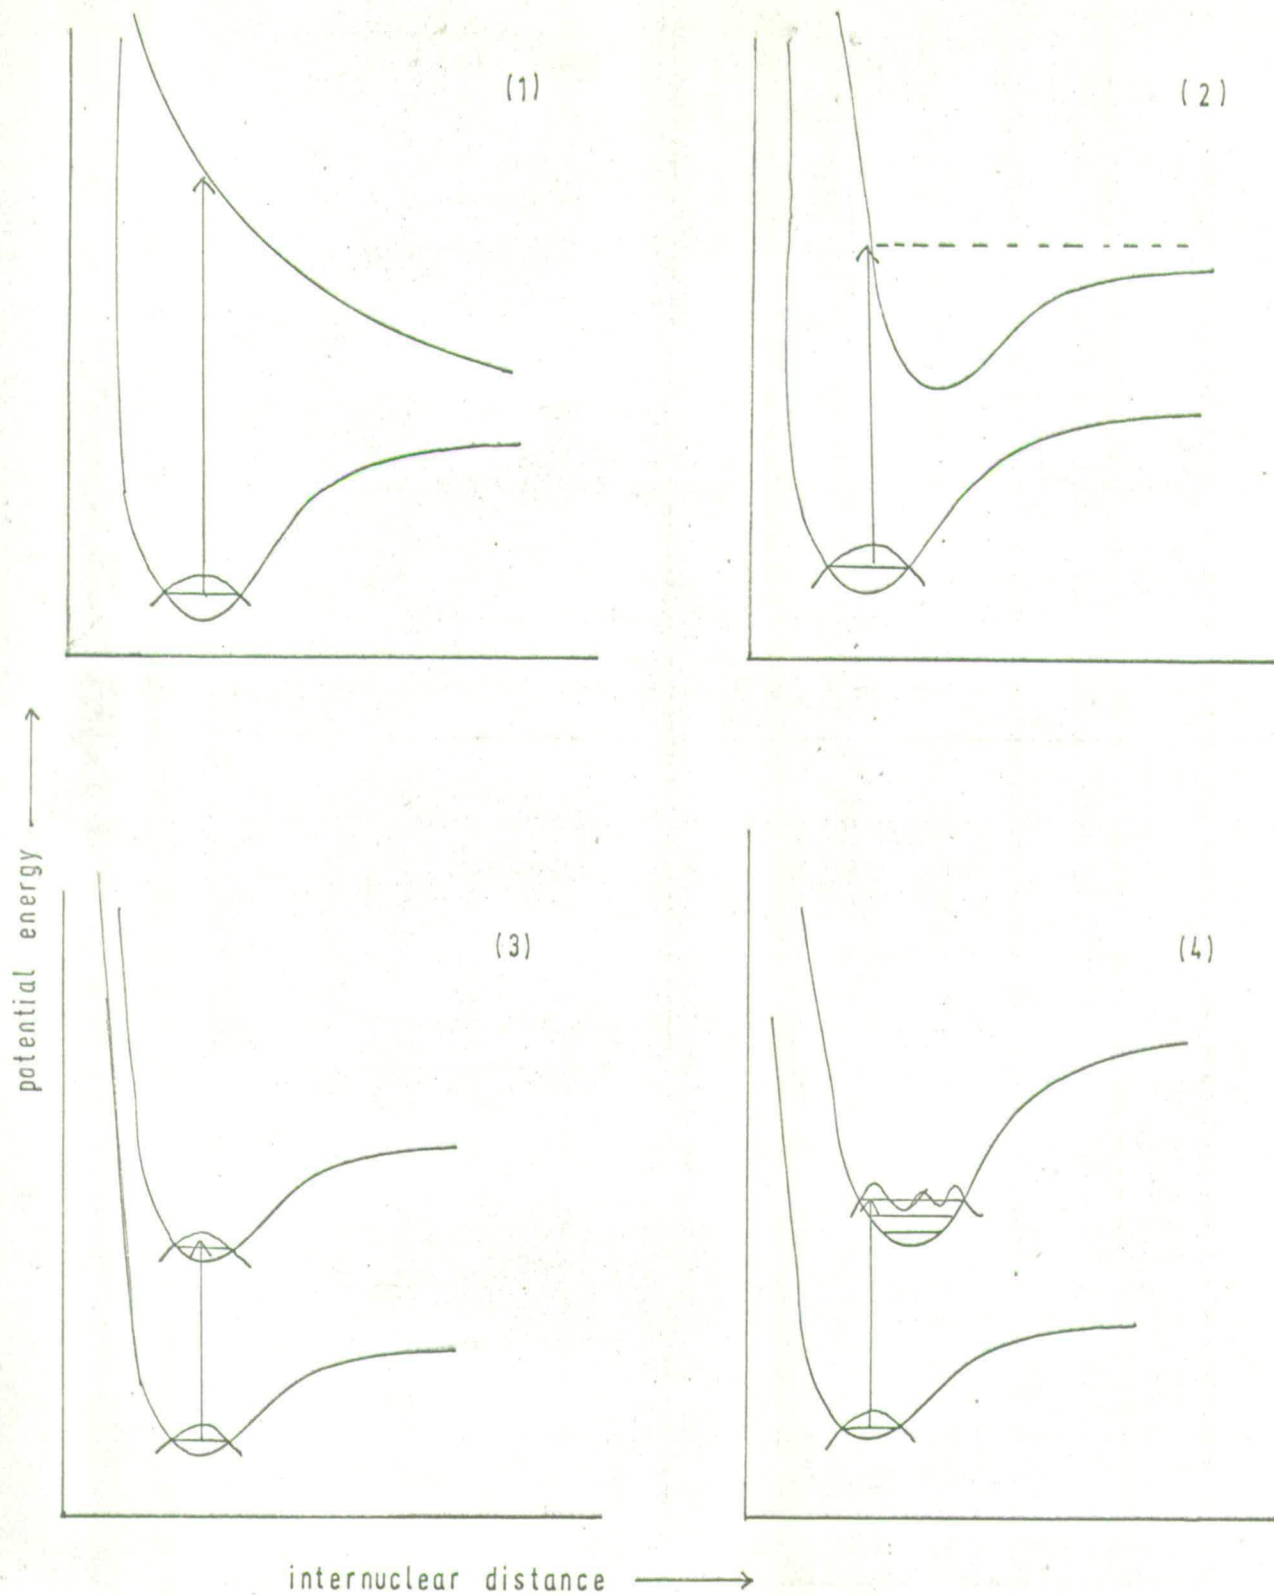 (1)
(2)
potential energy
(3)
(4)
internuclear distance